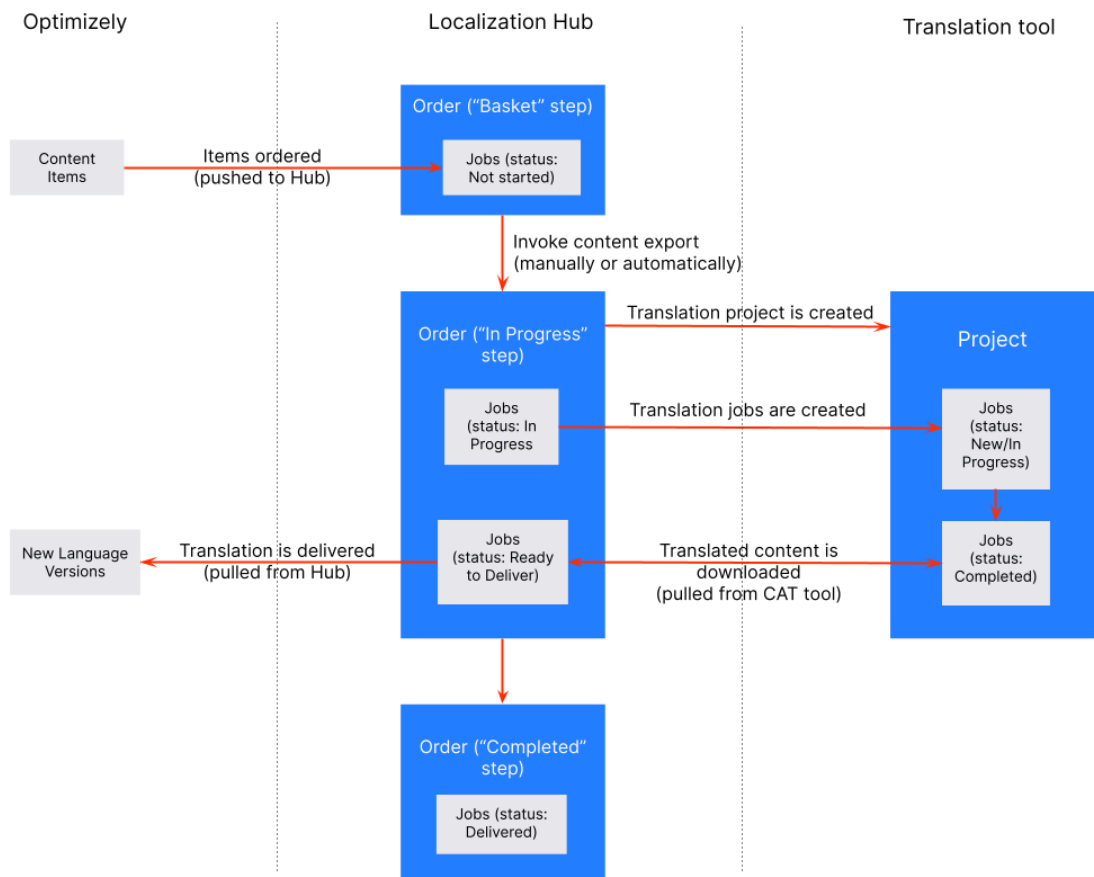 Optimizely
Localization Hub
Translation tool
Order (“Basket” step)
Content
Items
Items ordered
(pushed to Hub)
Jobs (status:
Not started)
Invoke content export
(manually or automatically)
Order (“In Progress”
step)
Translation project is created
Project
Jobs
(status: In
Progress
Translation jobs are created
Jobs
(status:
New/In
Progress)
New Language
Versions
Translation is delivered
(pulled from Hub)
Jobs
(status: Ready
to Deliver)
Translated content is
downloaded
(pulled from CAT tool)
Jobs
(status:
Completed)
Order (“Completed”
step)
Jobs (status:
Delivered)